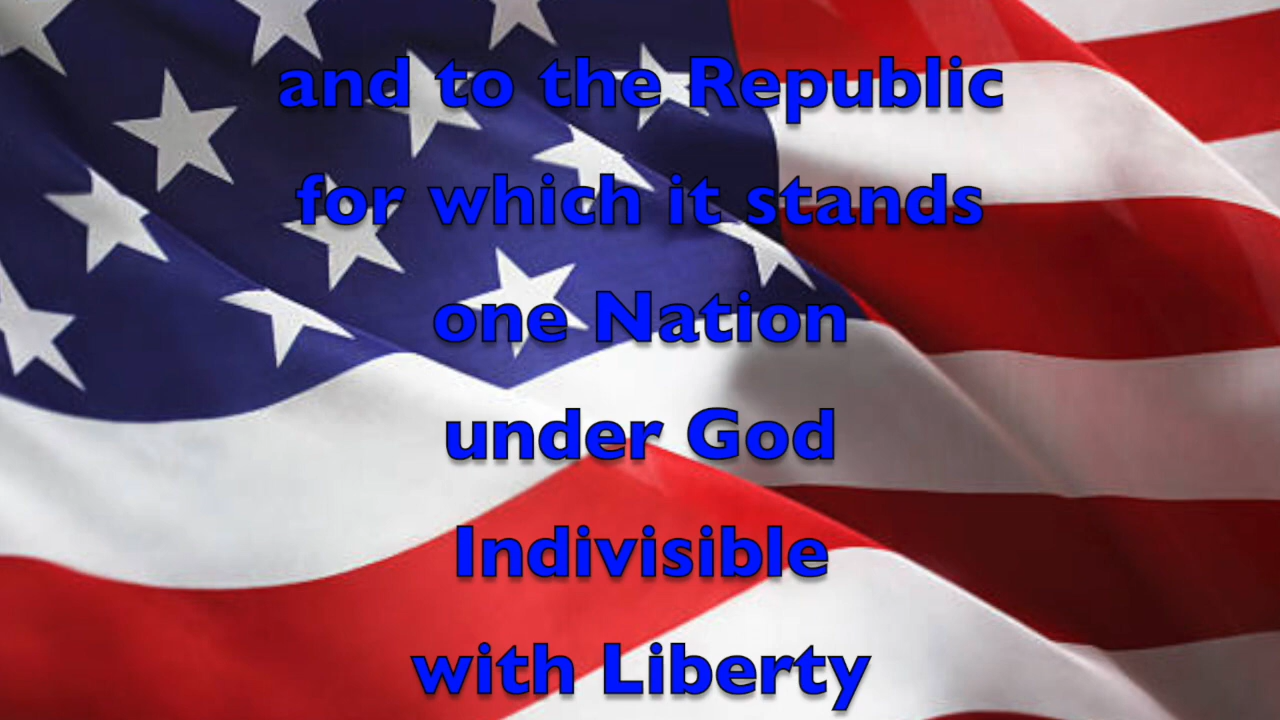 and to the Republic
for which it stands
one Nation
under God
Indivisible
with Liberty